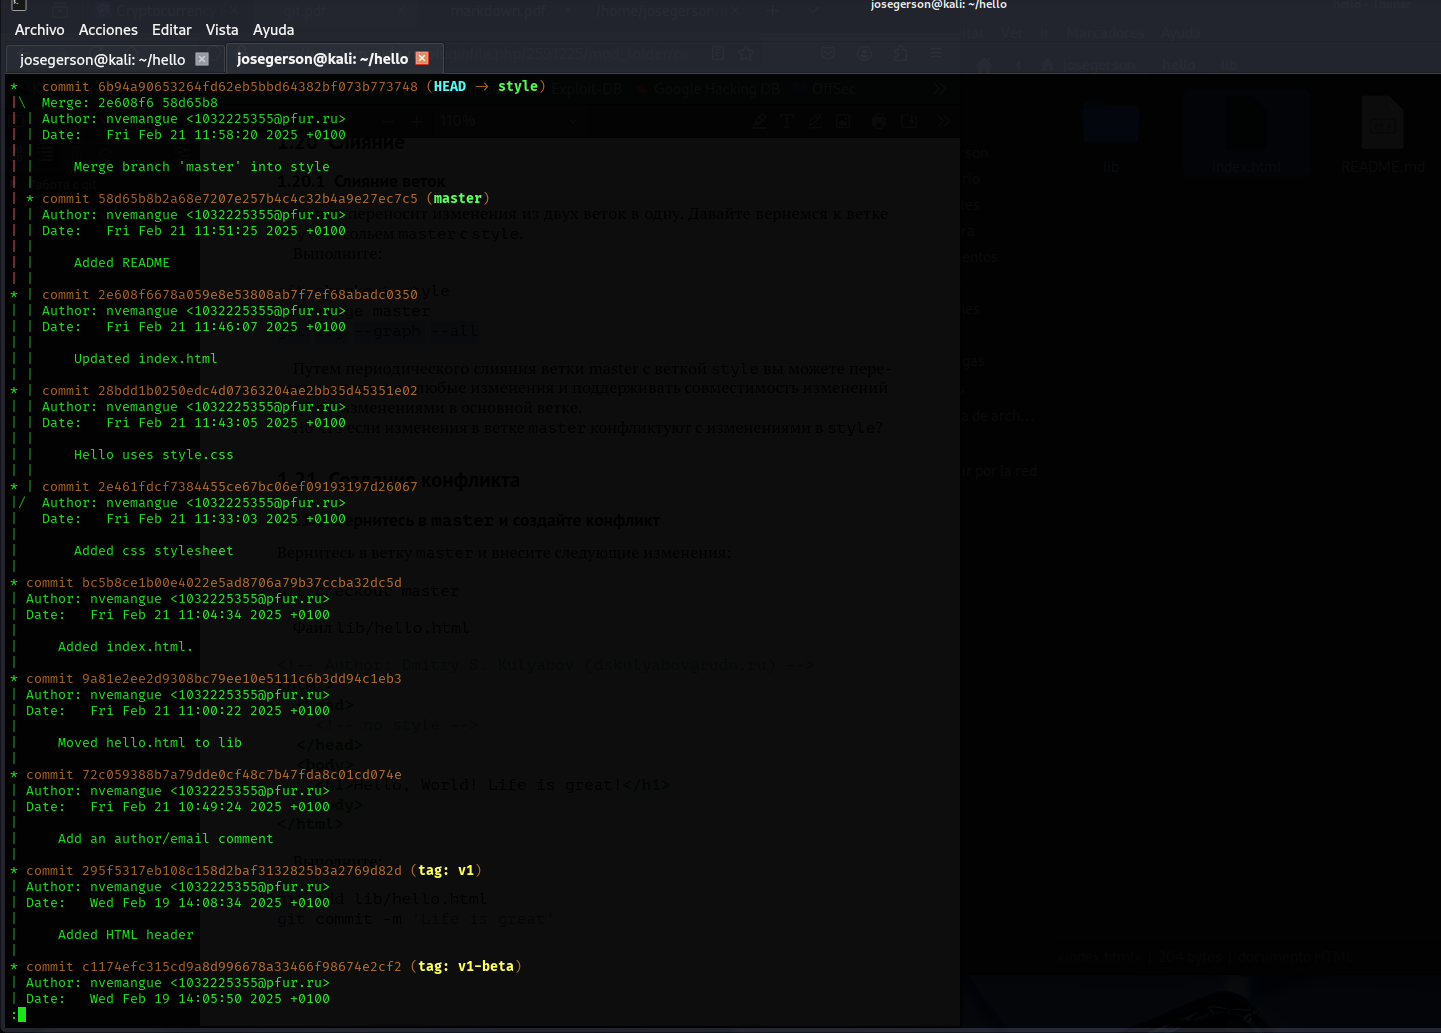 josegerson@kali: ~/hello
Archivo Acciones Editar Vista Ayuda
josegerson@kali: ~/hello josegerson@kali: ~/hello
* commit 6b94a90653264fd62eb5bbd64382bf073b773748 (HEAD -> style)
|\ Merge: 2e608f6 58d65b8
| | Author: nvemangue <1032225355@pfur.ru>
| | Date: Fri Feb 21 11:58:20 2025 +0100
| |
| | Merge branch 'master' into style
| |
| * commit 58d65b8b2a68e7207e257b4c4c32b4a9e27ec7c5 (master)
| | Author: nvemangue <1032225355@pfur.ru>
| | Date: Fri Feb 21 11:51:25 2025 +0100
| |
| | Added README
| |
* | commit 2e608f6678a059e8e53808ab7f7ef68abadc0350
| | Author: nvemangue <1032225355@pfur.ru>
| | Date: Fri Feb 21 11:46:07 2025 +0100
| |
| | Updated index.html
| |
* | commit 28bdd1b0250edc4d07363204ae2bb35d45351e02
| | Author: nvemangue <1032225355@pfur.ru>
| | Date: Fri Feb 21 11:43:05 2025 +0100
| |
| | Hello uses style.css
| |
* | commit 2e461fdcf7384455ce67bc06ef09193197d26067
|/ Author: nvemangue <1032225355@pfur.ru>
| Date: Fri Feb 21 11:33:03 2025 +0100
|
| Added css stylesheet
|
* commit bc5b8ce1b00e4022e5ad8706a79b37ccba32dc5d
| Author: nvemangue <1032225355@pfur.ru>
| Date: Fri Feb 21 11:04:34 2025 +0100
|
| Added index.html.
|
* commit 9a81e2ee2d9308bc79ee10e5111c6b3dd94c1eb3
| Author: nvemangue <1032225355@pfur.ru>
| Date: Fri Feb 21 11:00:22 2025 +0100
|
| Moved hello.html to lib
|
* commit 72c059388b7a79dde0cf48c7b47fda8c01cd074e
| Author: nvemangue <1032225355@pfur.ru>
| Date: Fri Feb 21 10:49:24 2025 +0100
|
| Add an author/email comment
|
* commit 295f5317eb108c158d2baf3132825b3a2769d82d (tag: v1)
| Author: nvemangue <1032225355@pfur.ru>
| Date: Wed Feb 19 14:08:34 2025 +0100
|
| Added HTML header
|
* commit c1174efc315cd9a8d996678a33466f98674e2cf2 (tag: v1-beta)
| Author: nvemangue <1032225355@pfur.ru>
| Date: Wed Feb 19 14:05:50 2025 +0100
: